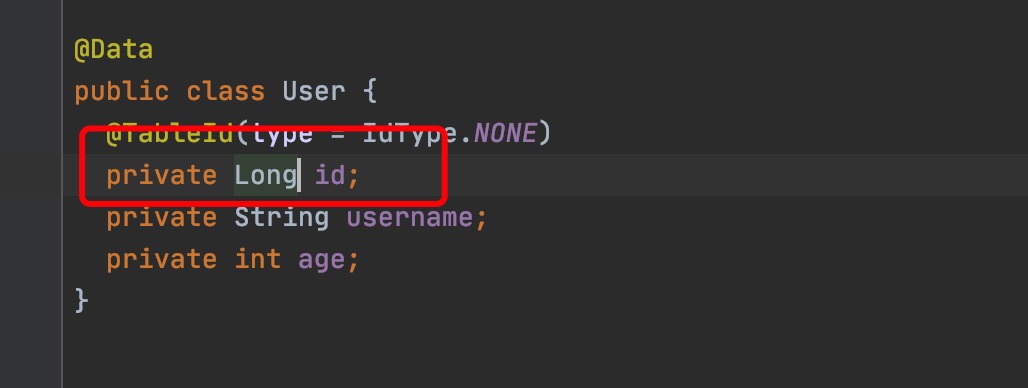 @Data
public class User {
@TableId(type = IdType.NONE)
private Long id;
private String username;
private int age;
}